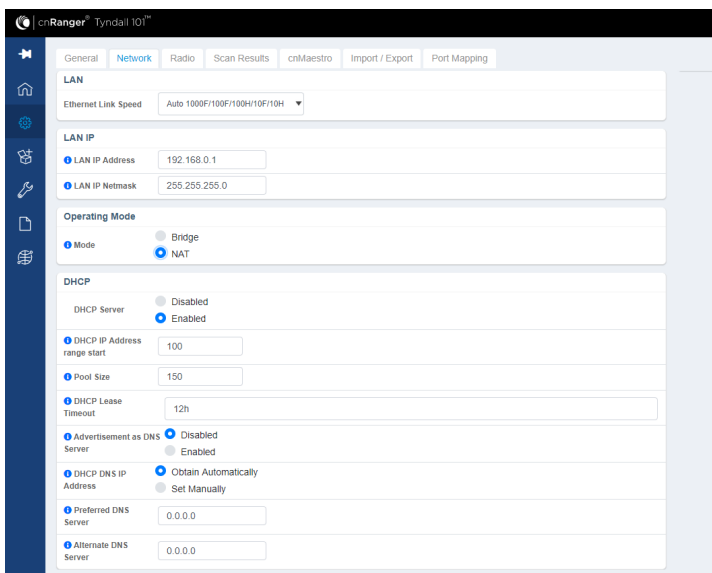 cnRanger® Tyndall 101™
General Network Radio Scan Results cnMaestro Import / Export Port Mapping
LAN
Ethernet Link Speed Auto 1000F/100F/100H/10F/10H
LAN IP
LAN IP Address 192.168.0.1
LAN IP Netmask 255.255.255.0
Operating Mode
Mode
Bridge
NAT
DHCP
DHCP Server
Disabled
Enabled
DHCP IP Address
range start
100
Pool Size 150
DHCP Lease
Timeout
12h
Advertisement as DNS
Server
Disabled
Enabled
DHCP DNS IP
Address
Obtain Automatically
Set Manually
Preferred DNS
Server
0.0.0.0
Alternate DNS
Server
0.0.0.0